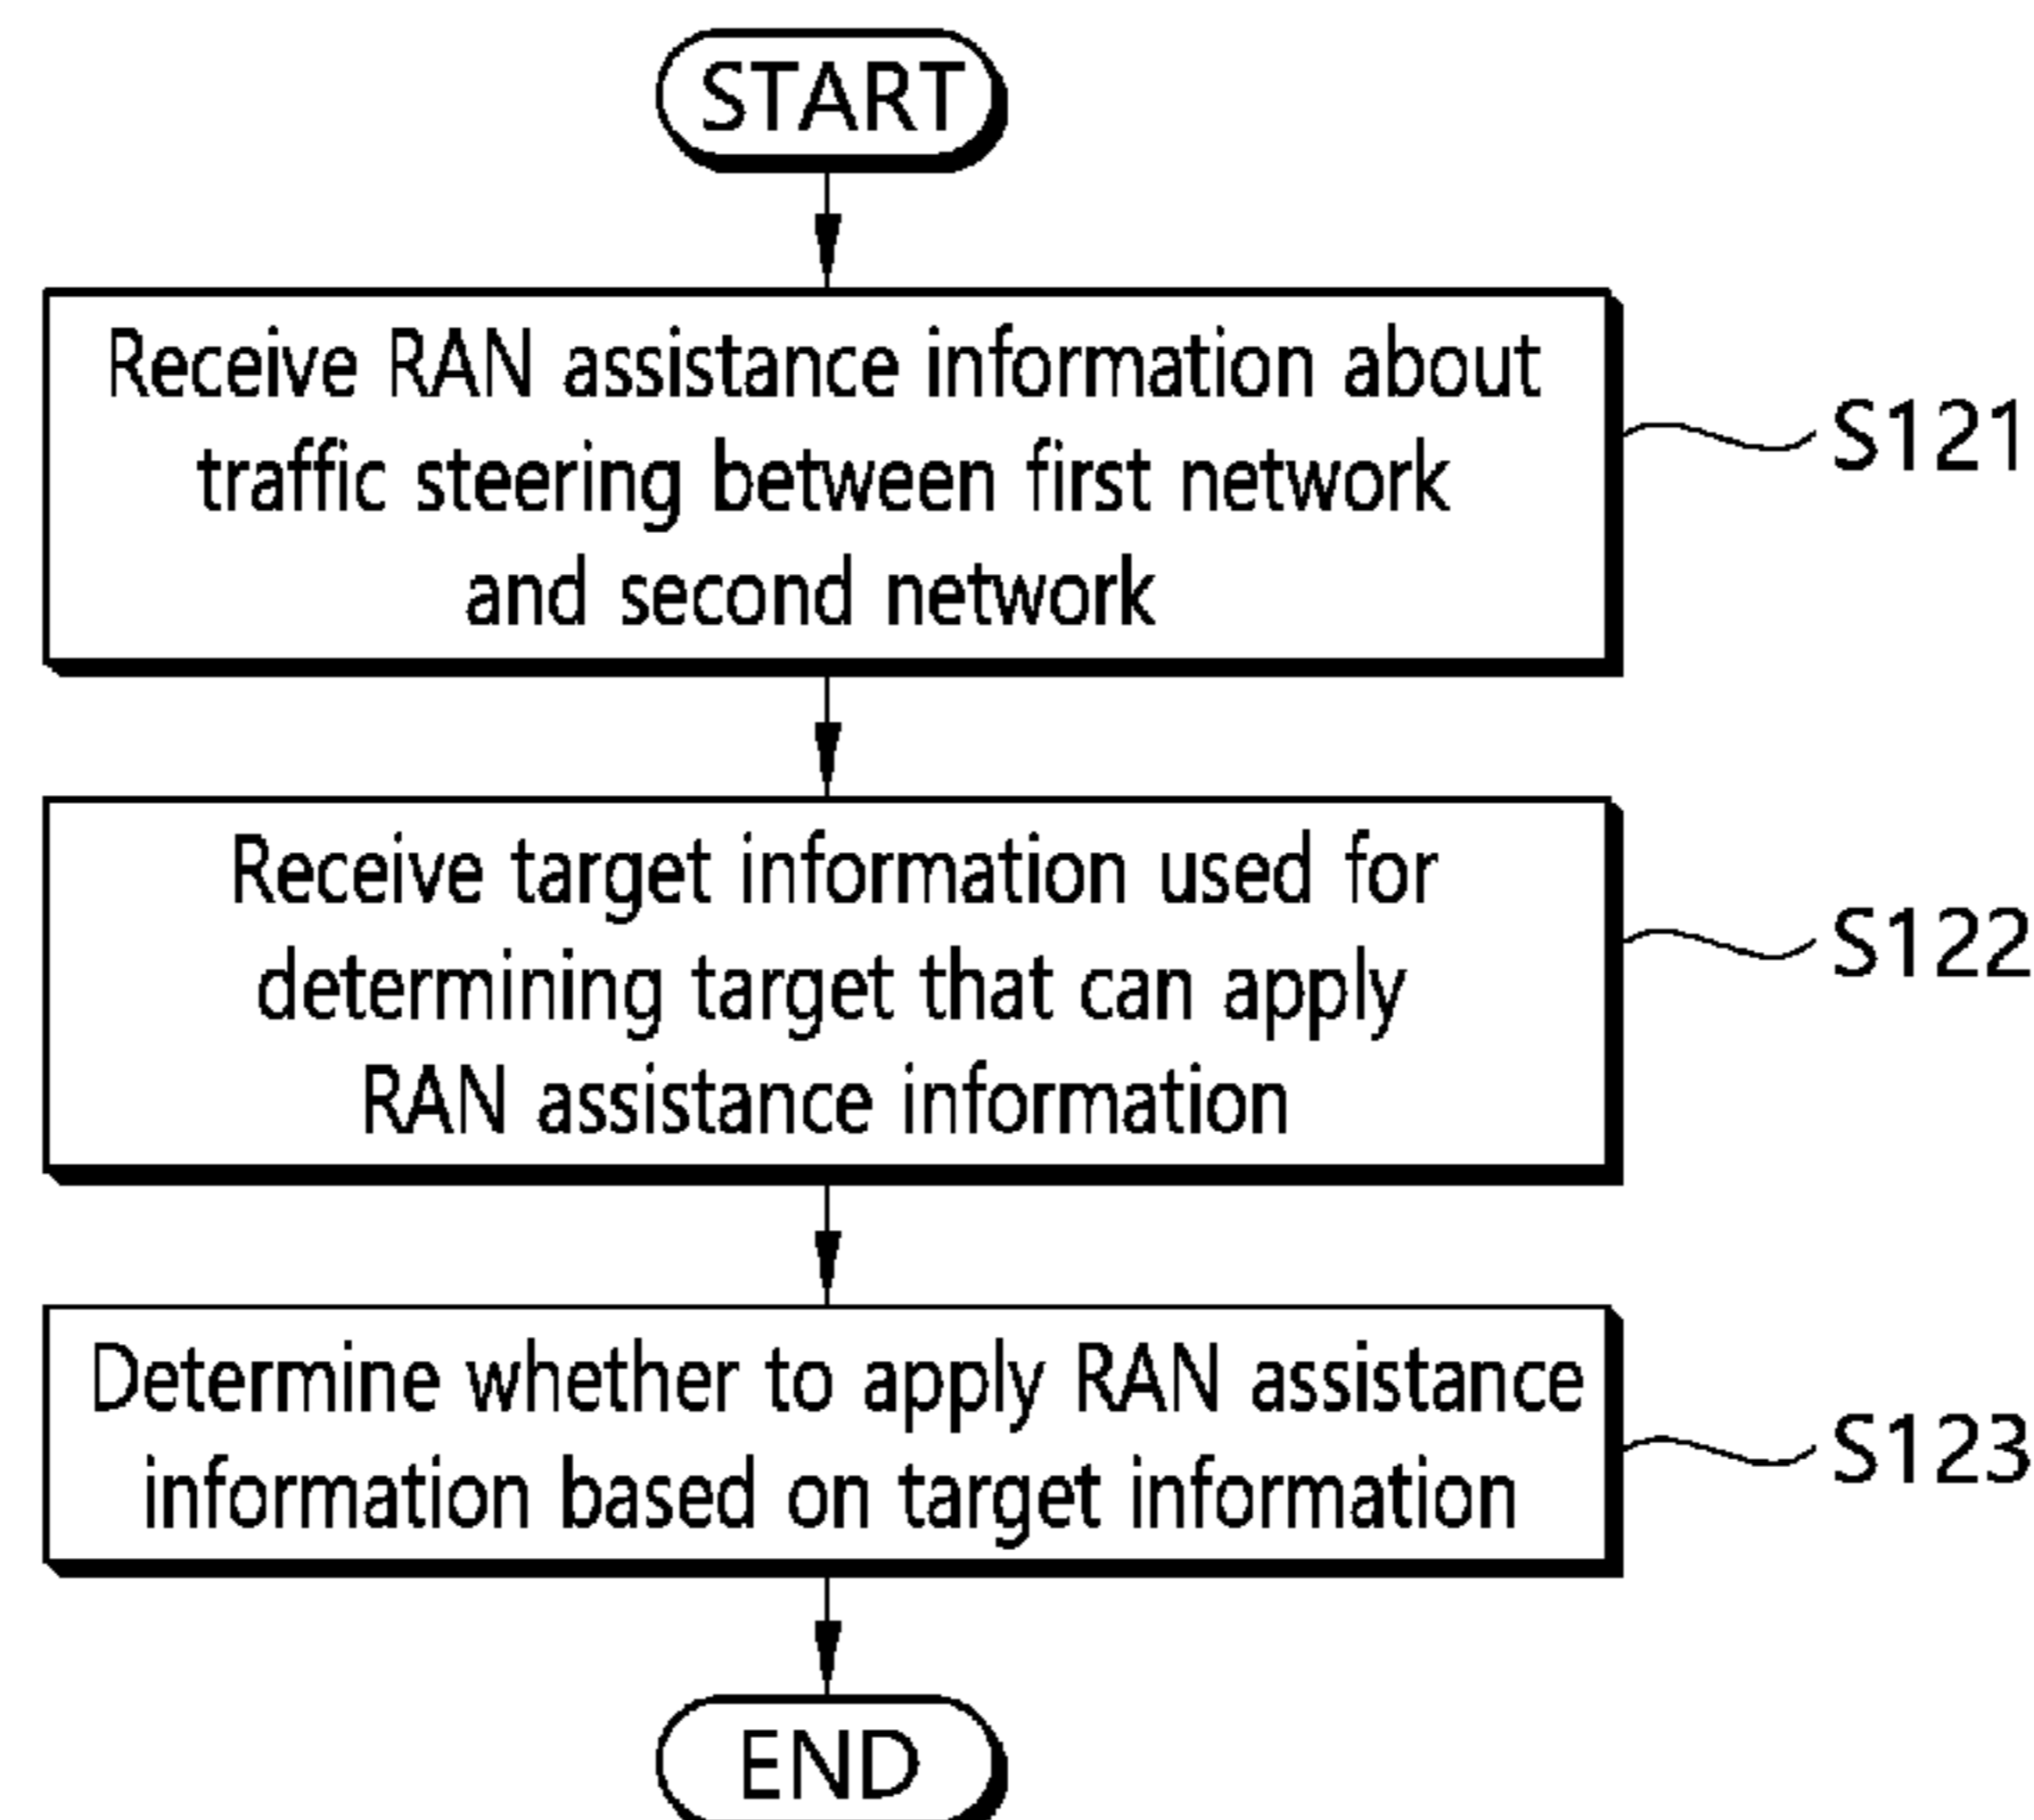 START
Receive RAN assistance information about
traffic steering between first network
and second network
S121
Receive target information used for
determining target that can apply
RAN assistance information
S122
Determine whether to apply RAN assistance
information based on target information
S123
END